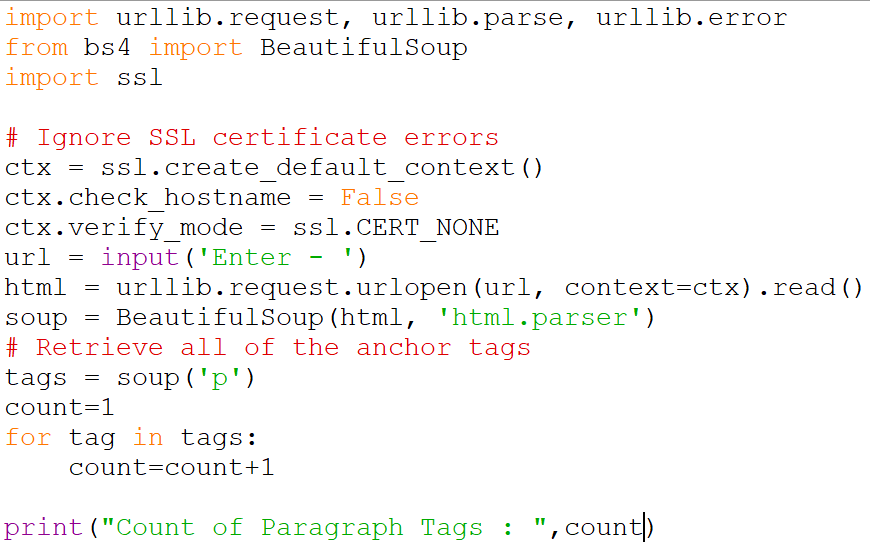 import urllib.request, urllib.parse, urllib.error
from bs4 import BeautifulSoup
import ssl

# Ignore SSL certificate errors
ctx = ssl.create_default_context()
ctx.check_hostname = False
ctx.verify_mode = ssl.CERT_NONE
url = input('Enter - ')
html = urllib.request.urlopen(url, context=ctx).read()
soup = BeautifulSoup(html, 'html.parser')
# Retrieve all of the anchor tags
tags = soup('p')
count=1
for tag in tags:
    count=count+1

print("Count of Paragraph Tags : ",count)